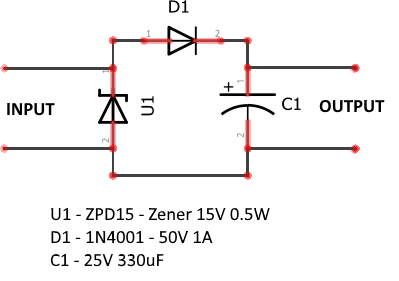 D1
1
2
1
1
+
INPUT
U1
C1
OUTPUT
2
2
U1 - ZPD15 - Zener 15V 0.5W
D1 - 1N4001 - 50V 1A
C1 - 25V 330uF